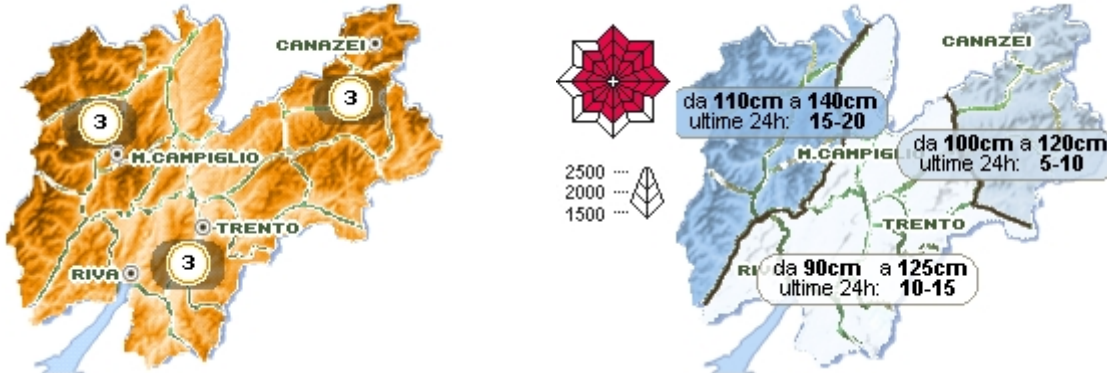 CANAZEI
3
3
M.CAMPIGLIO
TRENTO
3
RIVA
CANAZEI
da 110cm a 140cm
ultime 24h: 15-20
da 100cm a 120cm
ultime 24h: 5-10
M.CAMPIGLIO
2500
2000
1500
TRENTO
da 90cm a 125cm
ultime 24h: 10-15